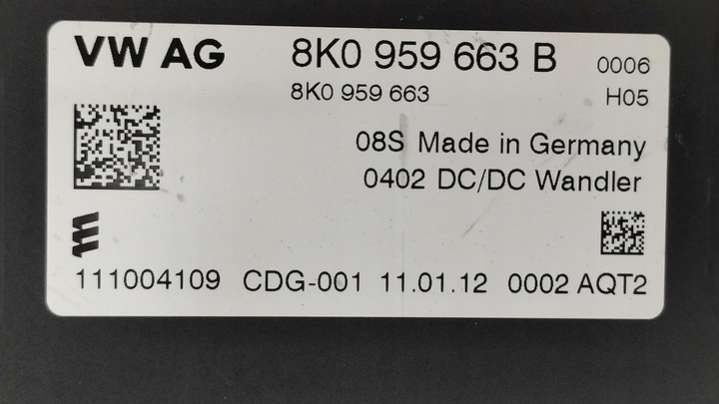 VW AG 8K0 959 663 B 0006
8K0 959 663 H05
08S Made in Germany
0402 DC/DC Wandler
111004109 CDG-001 11.01.12 0002 AQT2